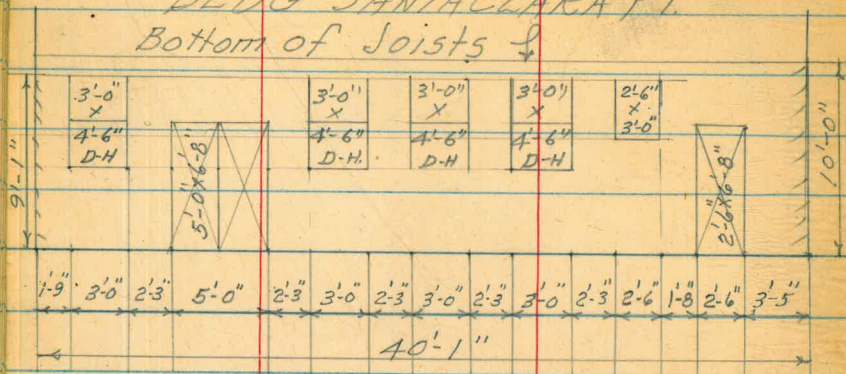 BLDG SANTACLARA P1.
Bottom of Joists
3'-0" X 4'-6" D-H
5'-0"X6'-8"
3'-0" X 4'-6" D-H.
3'-0" X 4'-6" D-H
3'-0" X 4'-6" D-H
2'-6" X 3'-0"
2'-6"X6'-8"
9'-1"
10'-0"
1'-9" 3'-0" 2'-3" 5'-0" 2'-3" 3'-0" 2'-3" 3'-0" 2'-3" 3'-0" 2'-3" 2'-6" 1'-8" 2'-6" 3'-5"
40'-1"